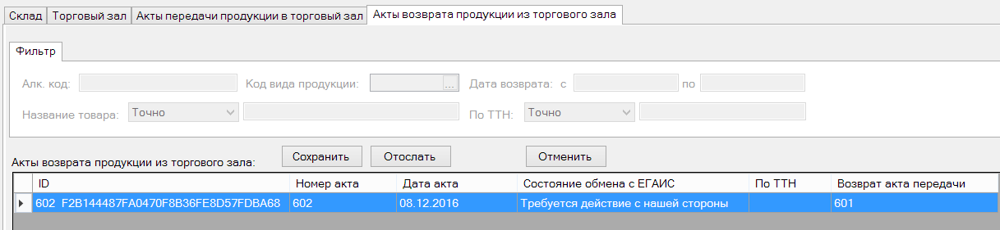 Склад Торговый зал Акты передачи продукции в торговый зал Акты возврата продукции из торгового зала
Фильтр
Алк. код: Код вида продукции: ... Дата возврата: с по
Название товара: Точно По ТТН: Точно
Акты возврата продукции из торгового зала: Сохранить Отослать Отменить
ID Номер акта Дата акта Состояние обмена с ЕГАИС По ТТН Возврат акта передачи
602 F2B144487FA0470F8B36FE8D57FDBA68 602 08.12.2016 Требуется действие с нашей стороны 601